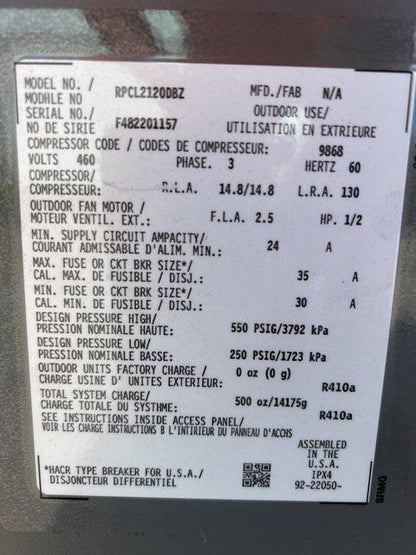 MODEL NO. / MFD./FAB N/A
MODHLE NO RPCL2120DBZ
SERIAL NO./ OUTDOOR USE/
NO DE SIRIE F482201157 UTILISATION EN EXTRIEURE
COMPRESSOR CODE / CODES DE COMPRESSEUR: 9868
VOLTS 460 PHASE. 3 HERTZ 60
COMPRESSOR/
COMPRESEUR: R.L.A. 14.8/14.8 L.R.A. 130
OUTDOOR FAN MOTOR /
MOTEUR VENTIL. EXT.: F.L.A. 2.5 HP. 1/2
MIN. SUPPLY CIRCUIT AMPACITY/
COURANT ADMISSABLE D'ALIM. MIN.: 24 A
MAX. FUSE OR CKT BKR SIZE*/
CAL. MAX. DE FUSIBLE / DISJ.: 35 A
MIN. FUSE OR CKT BKR SIZE*/
CAL. MIN. DE FUSIBLE / DISJ.: 30 A
DESIGN PRESSURE HIGH/
PRESSION NOMINALE HAUTE: 550 PSIG/3792 kPa
DESIGN PRESSURE LOW/
PRESSION NOMINALE BASSE: 250 PSIG/1723 kPa
OUTDOOR UNITS FACTORY CHARGE /
CHARGE USINE D' UNITES EXTERIEUR: 0 oz (0 g) R410a
TOTAL SYSTEM CHARGE/
CHARGE TOTALE DU SYSTHME: 500 oz/14175g R410a
SEE INSTRUCTIONS INSIDE ACCESS PANEL/
VOIR LES CHARGE INSTRUCTIONS B L'INTIRIEUR DU PANNEAU D'ACCHS
ASSEMBLED
IN THE
U.S.A.
*HACR TYPE BREAKER FOR U.S.A./ IPX4
DISJONCTEUR DIFFERENTIEL 92-22050-
SRMG